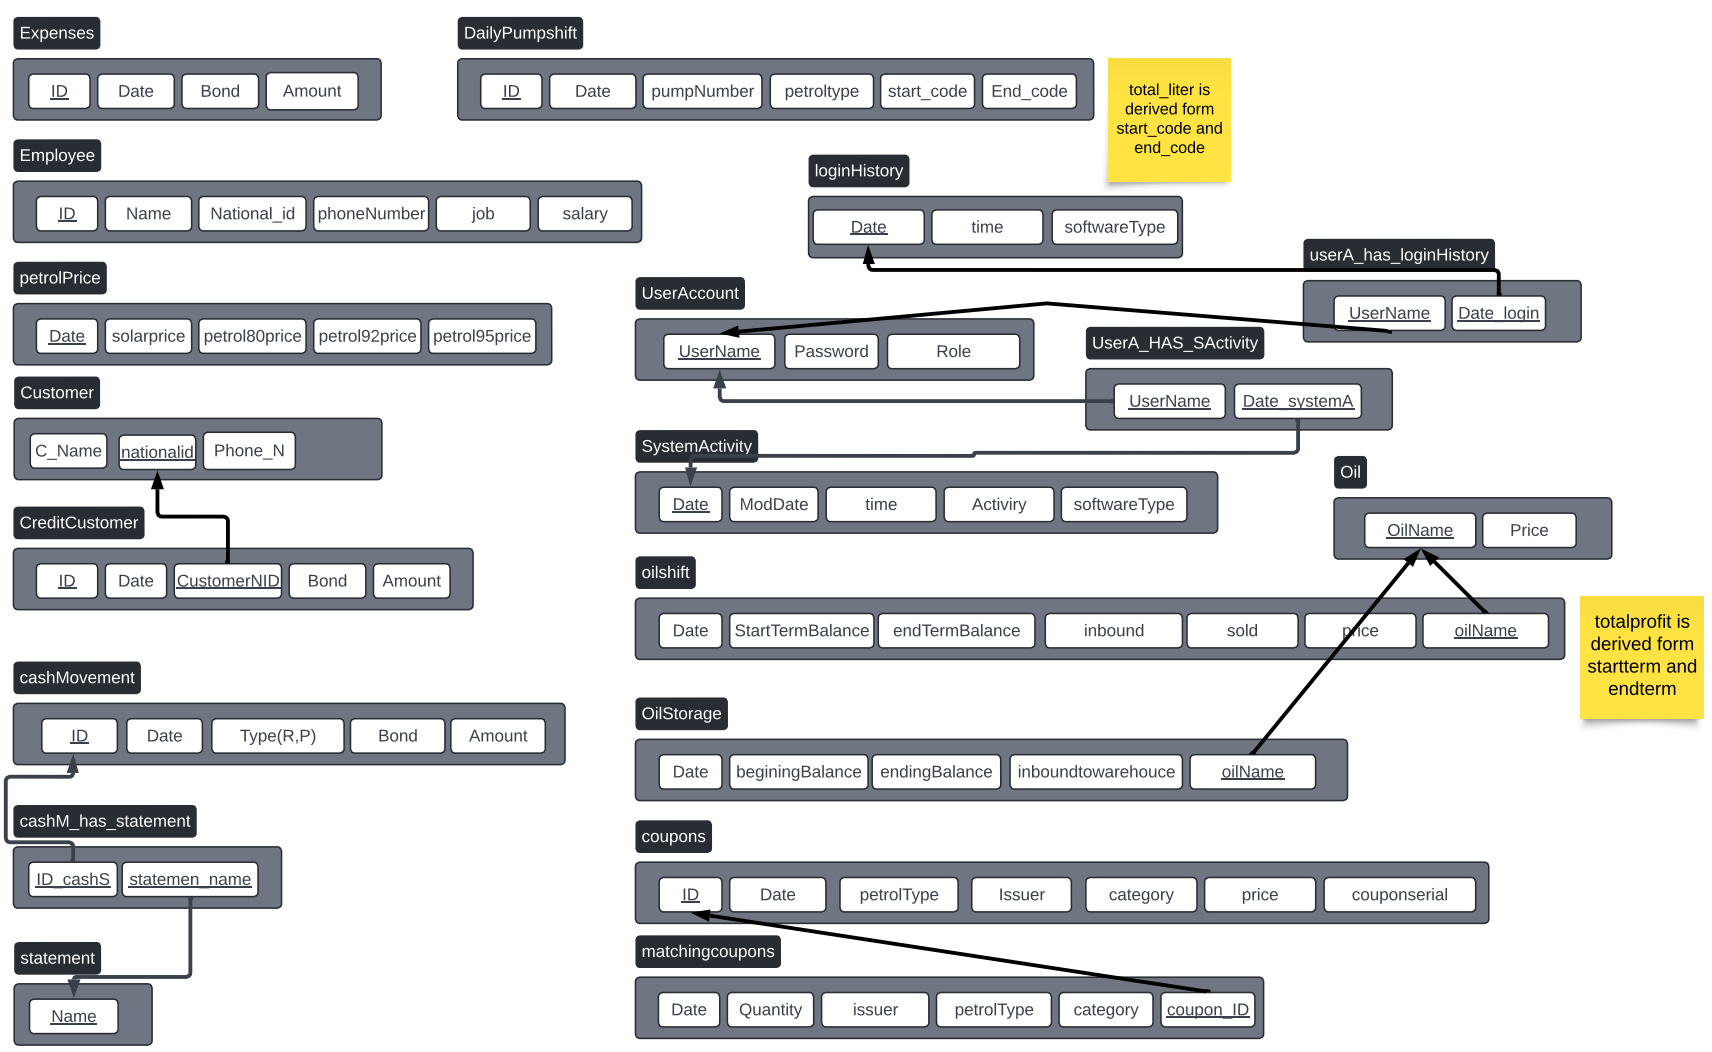 Expenses
ID Date Bond Amount
DailyPumpshift
ID Date pumpNumber petroltype start_code End_code
total_liter is
derived form
start_code and
end_code
Employee
ID Name National_id phoneNumber job salary
loginHistory
Date time softwareType
userA_has_loginHistory
UserName Date_login
petrolPrice
Date solarprice petrol80price petrol92price petrol95price
UserAccount
UserName Password Role
UserA_HAS_SActivity
UserName Date_systemA
Customer
C_Name nationalid Phone_N
SystemActivity
Date ModDate time Activiry softwareType
Oil
OilName Price
CreditCustomer
ID Date CustomerNID Bond Amount
oilshift
Date StartTermBalance endTermBalance inbound sold price oilName
totalprofit is
derived form
startterm and
endterm
cashMovement
ID Date Type(R,P) Bond Amount
OilStorage
Date beginingBalance endingBalance inboundtowarehouce oilName
cashM_has_statement
ID_cashS statemen_name
coupons
ID Date petrolType Issuer category price couponserial
statement
Name
matchingcoupons
Date Quantity issuer petrolType category coupon_ID